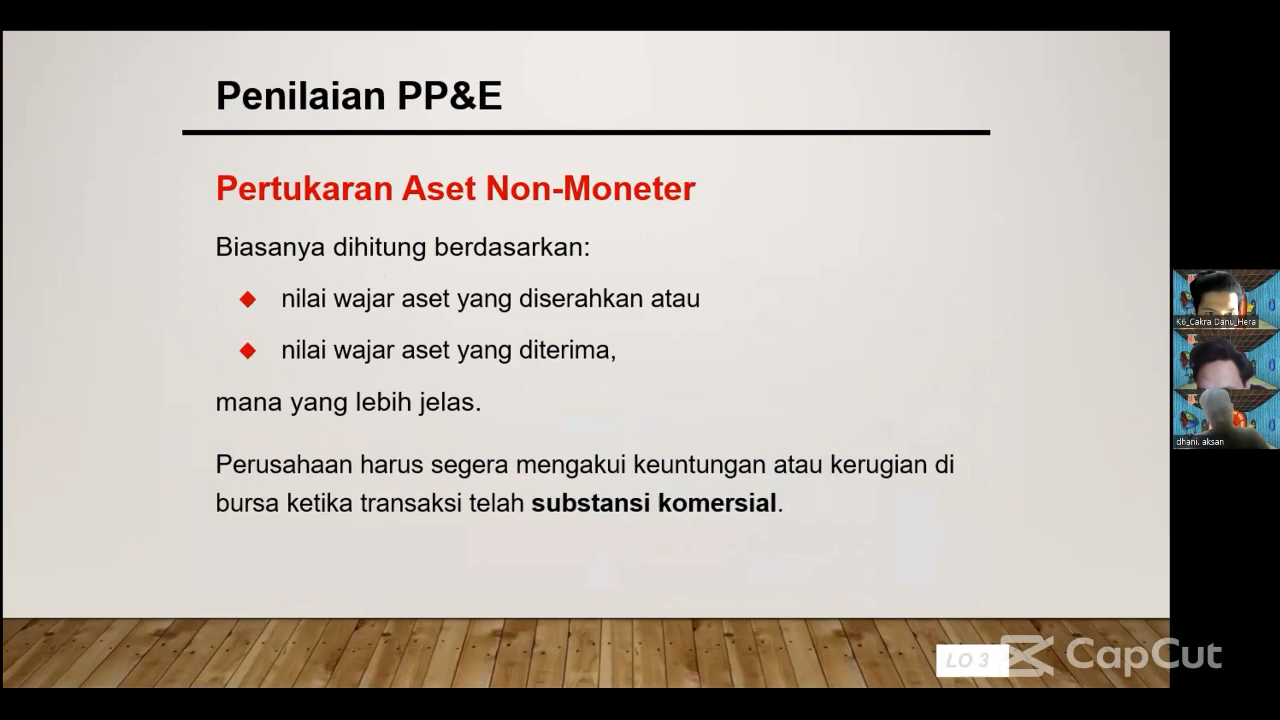 Penilaian PP&E
Pertukaran Aset Non-Moneter
Biasanya dihitung berdasarkan:
nilai wajar aset yang diserahkan atau
nilai wajar aset yang diterima,
mana yang lebih jelas.
Perusahaan harus segera mengakui keuntungan atau kerugian di
bursa ketika transaksi telah substansi komersial.
K6_Cakra Danu_Hera
dhani. aksan
LO 3
CapCut